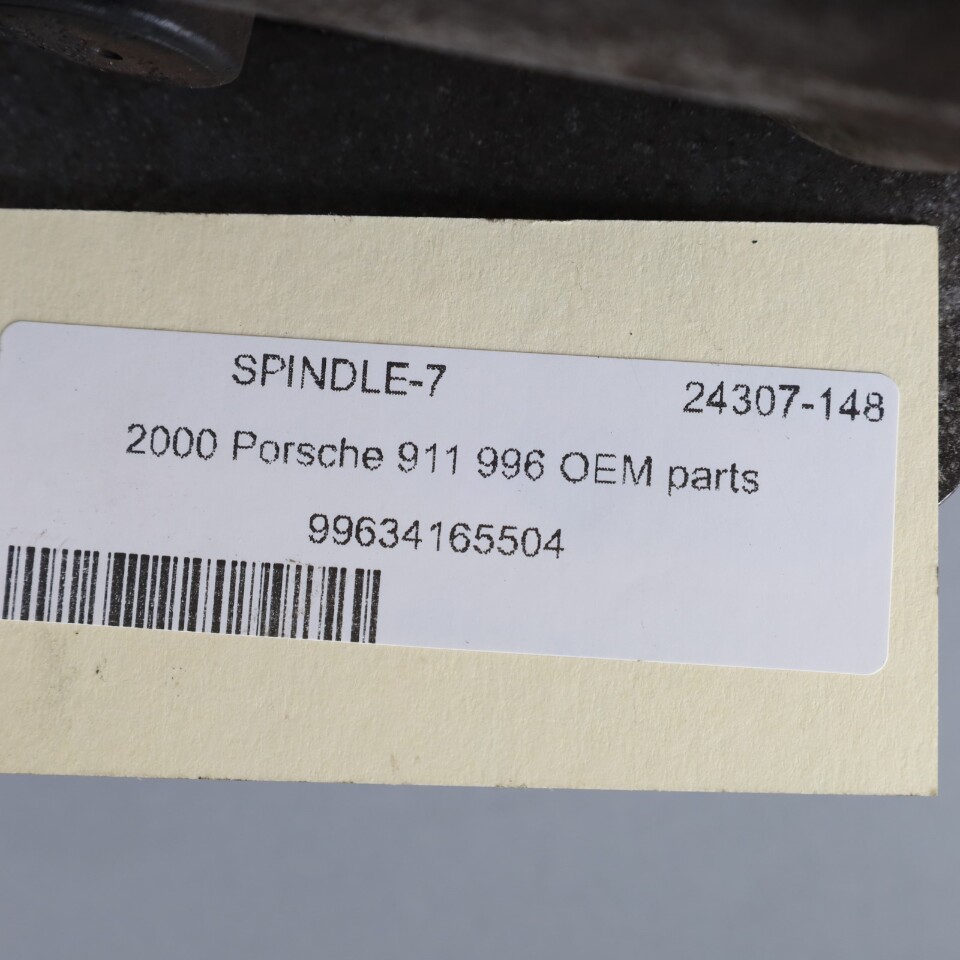 SPINDLE-7 24307-148
2000 Porsche 911 996 OEM parts
99634165504